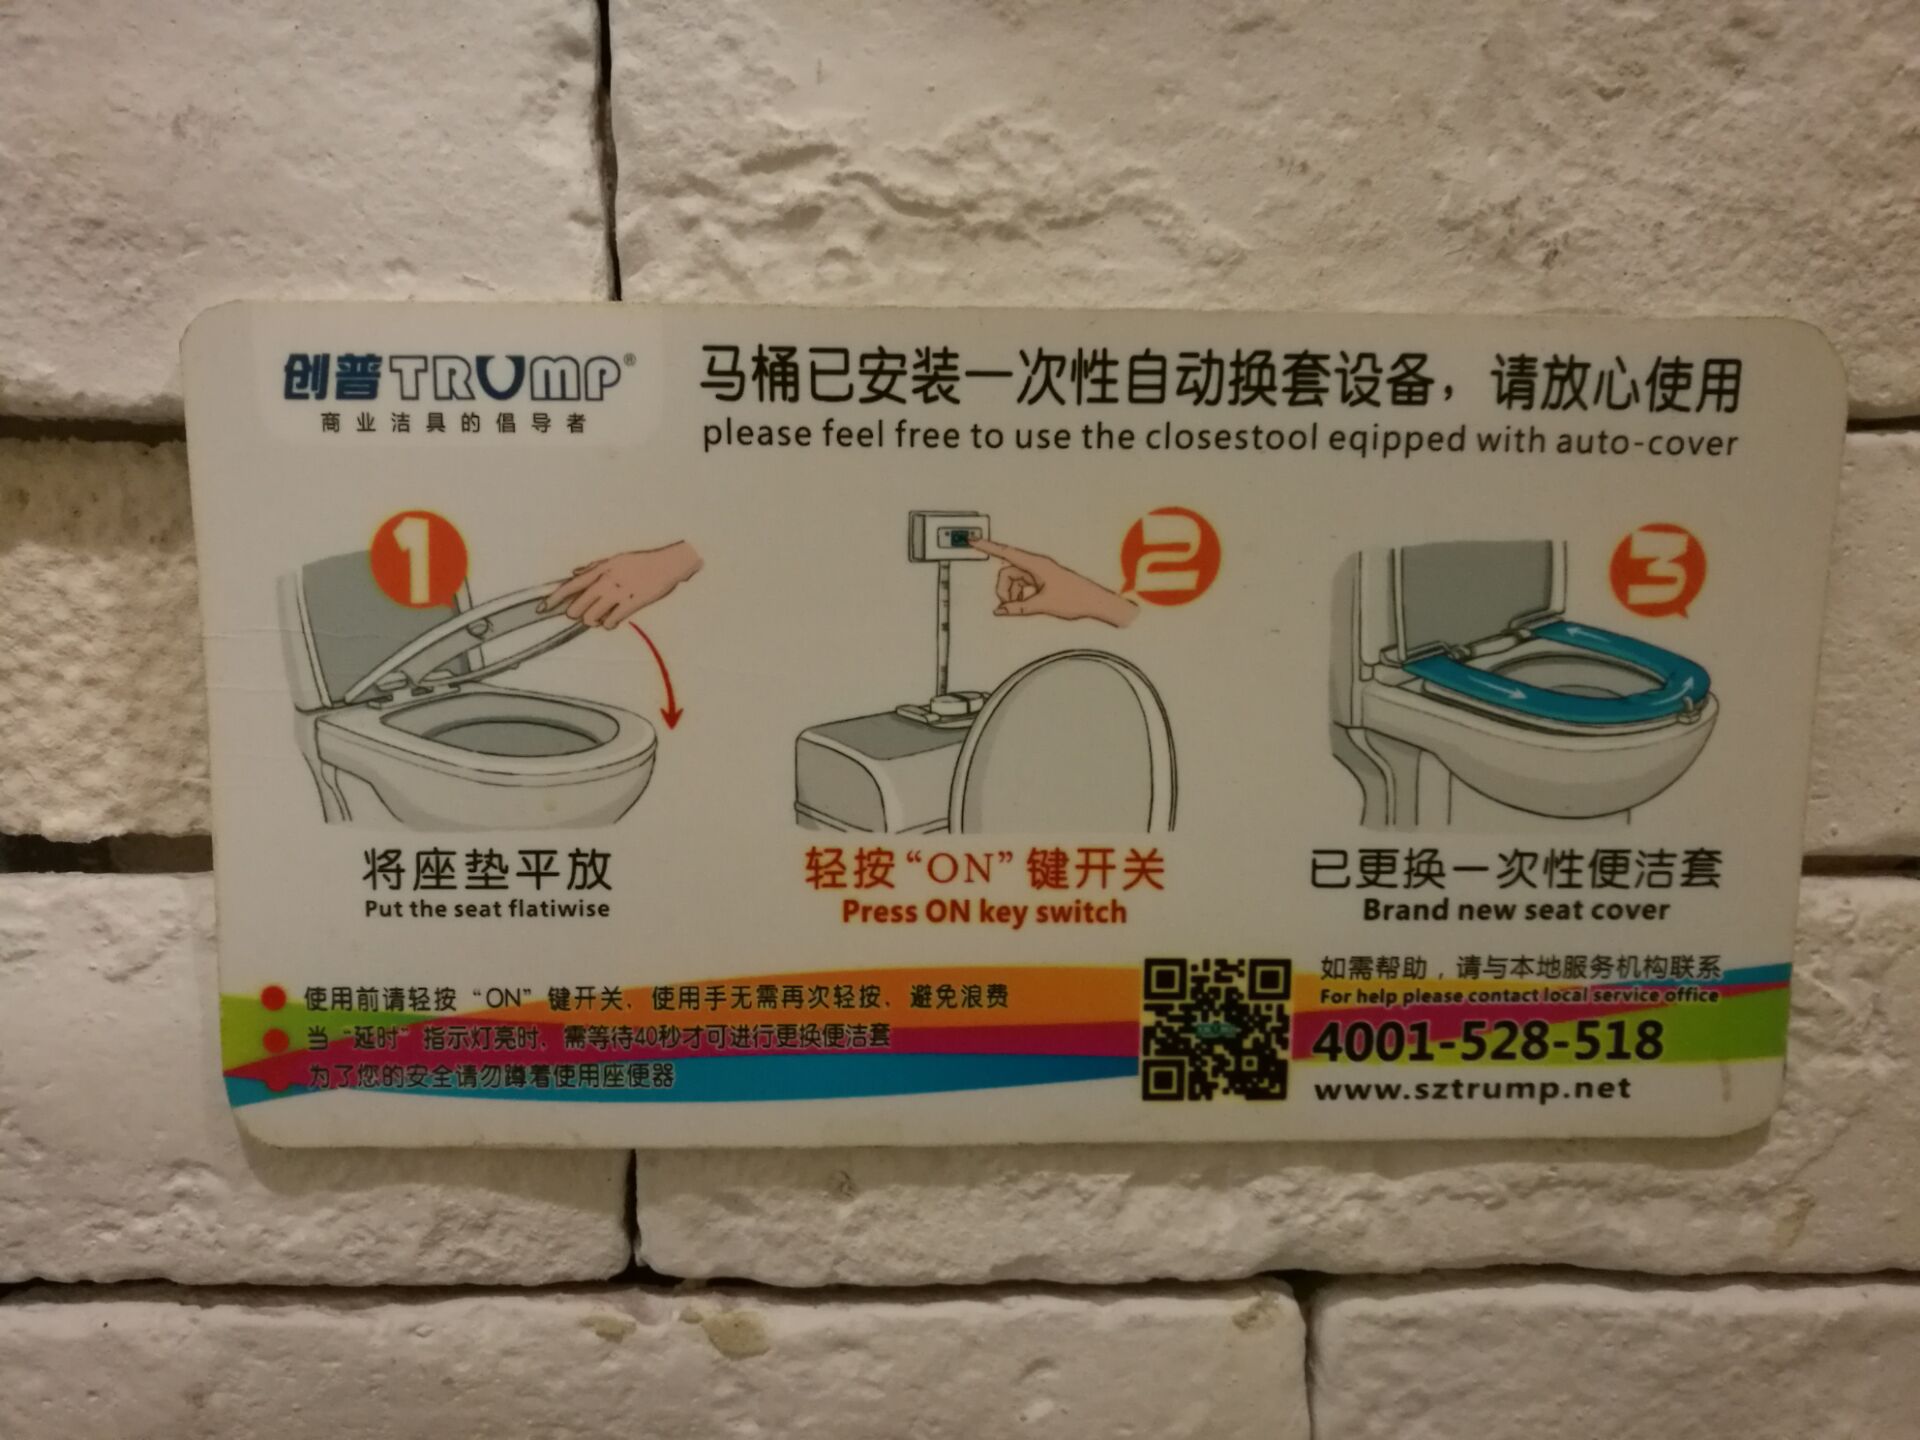 创普TRUMP®
商业洁具的倡导者
马桶已安装一次性自动换套设备，请放心使用
please feel free to use the closestool eqipped with auto-cover
1
2
ON
3
将座垫平放
Put the seat flatiwise
轻按“ON”键开关
Press ON key switch
已更换一次性便洁套
Brand new seat cover
使用前请轻按“ON”键开关，使用手无需再次轻按，避免浪费
当“延时”指示灯亮时，需等待40秒才可进行更换便洁套
为了您的安全请勿蹲着使用座便器
如需帮助，请与本地服务机构联系
For help please contact local service office
4001-528-518
www.sztrump.net